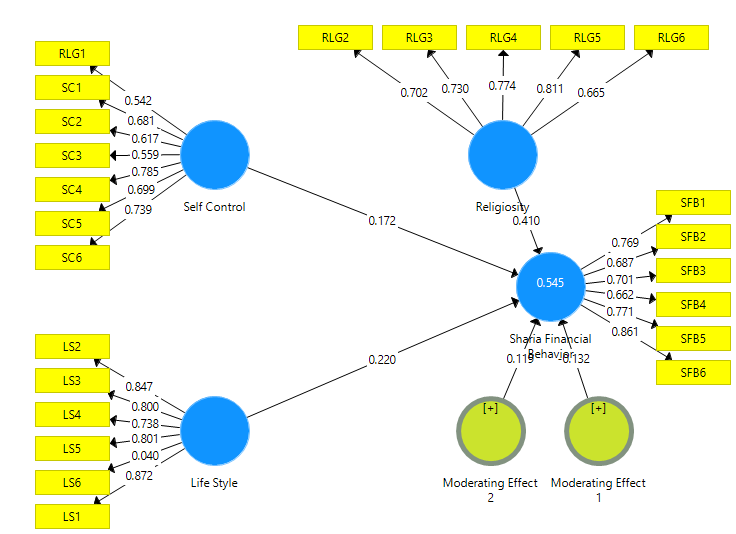 RLG2
RLG3
RLG4
RLG5
RLG6
RLG1
SC1
SC2
SC3
SC4
SC5
SC6
0.542
0.681
0.617
0.559
0.785
0.699
0.739
Self Control
0.702
0.730
0.774
0.811
0.665
Religiosity
0.172
0.410
SFB1
SFB2
SFB3
SFB4
SFB5
SFB6
0.769
0.687
0.701
0.662
0.771
0.861
0.545
Sharia Financial
Behavior
0.220
LS2
LS3
LS4
LS5
LS6
LS1
0.847
0.800
0.738
0.801
0.040
0.872
Life Style
[+]
[+]
Moderating Effect
2
Moderating Effect
1